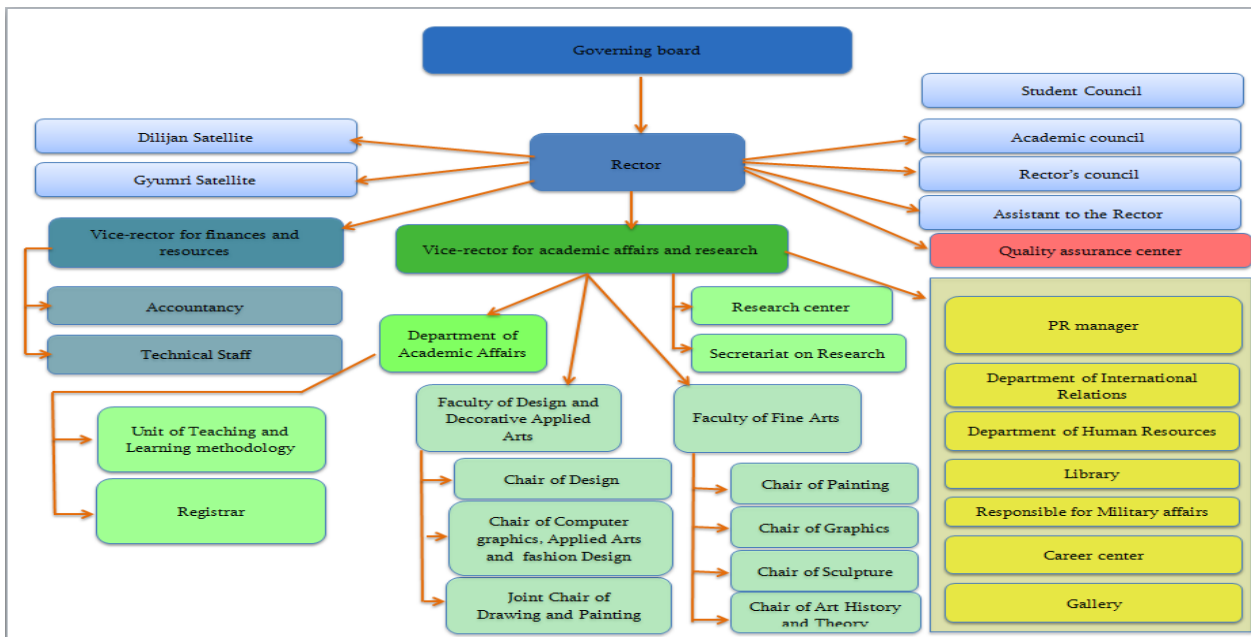 Governing board
Student Council
Dilijan Satellite
Academic council
Rector
Gyumri Satellite
Rector's council
Assistant to the Rector
Vice-rector for finances and
resources
Vice-rector for academic affairs and research
Quality assurance center
Accountancy
Research center
PR manager
Technical Staff
Department of
Academic Affairs
Secretariat on Research
Department of International
Relations
Faculty of Design and
Decorative Applied
Arts
Faculty of Fine Arts
Department of Human Resources
Unit of Teaching and
Learning methodology
Library
Chair of Design
Chair of Painting
Registrar
Responsible for Military affairs
Chair of Computer
graphics, Applied Arts
and fashion Design
Chair of Graphics
Career center
Chair of Sculpture
Joint Chair of
Drawing and Painting
Chair of Art History
and Theory
Gallery